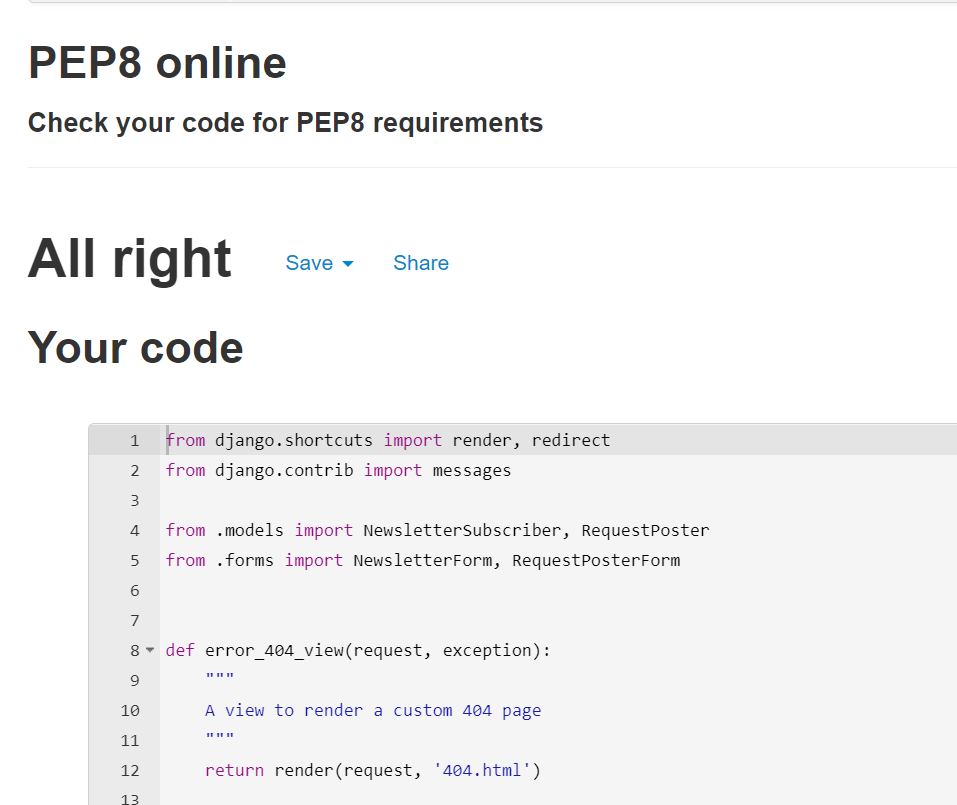 PEP8 online
Check your code for PEP8 requirements
All right Save Share
Your code
1 from django.shortcuts import render, redirect
2 from django.contrib import messages
3
4 from .models import NewsletterSubscriber, RequestPoster
5 from .forms import NewsletterForm, RequestPosterForm
6
7
8 def error_404_view(request, exception):
9     """
10     A view to render a custom 404 page
11     """
12     return render(request, '404.html')
13